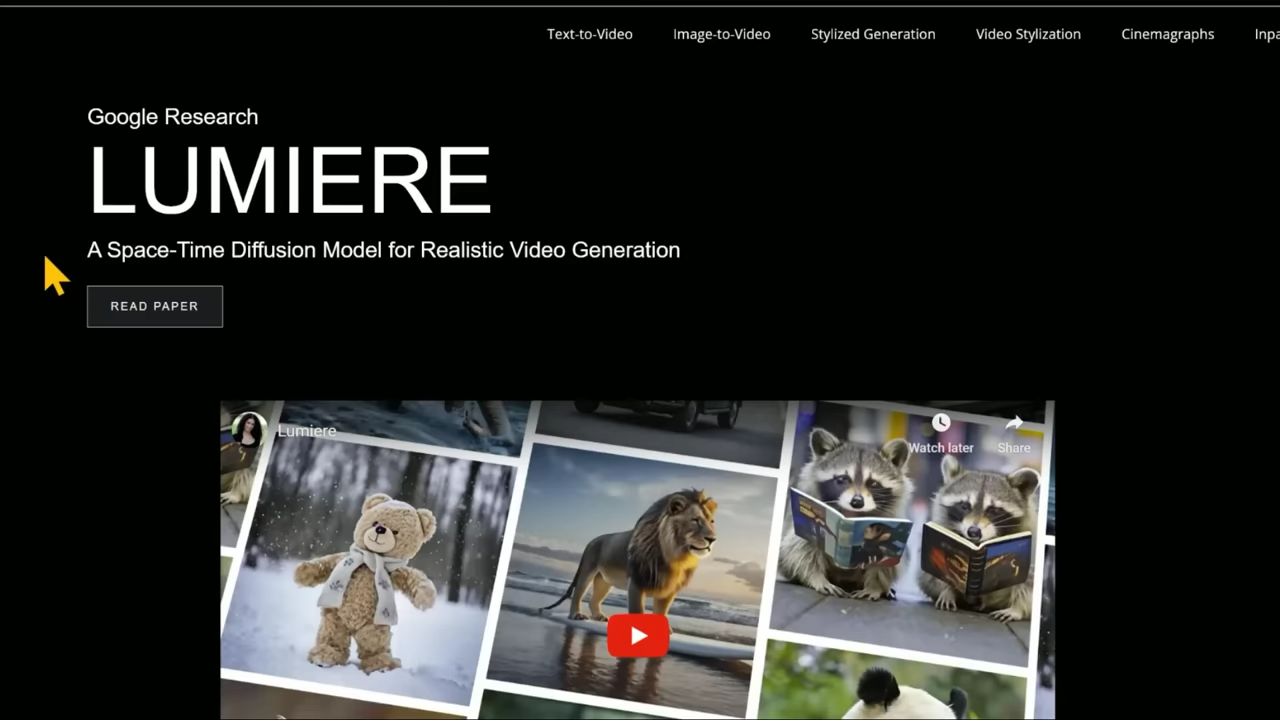 Text-to-Video Image-to-Video Stylized Generation Video Stylization Cinemagraphs Inpa
Google Research
LUMIERE
A Space-Time Diffusion Model for Realistic Video Generation
READ PAPER
Lumiere
Watch later Share